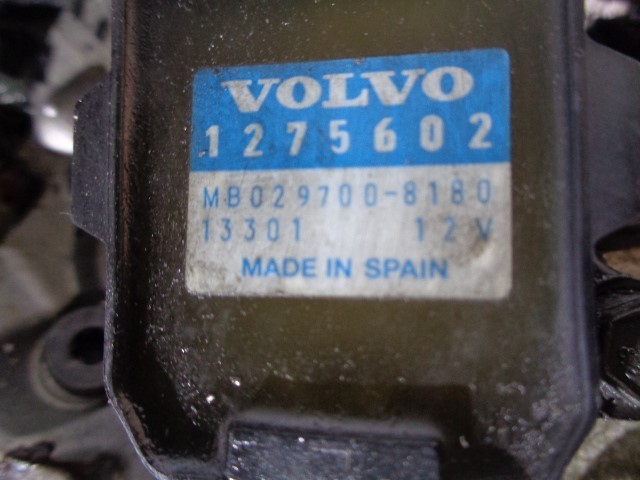 VOLVO
1275602
MB029700-8180
13301 12V
MADE IN SPAIN